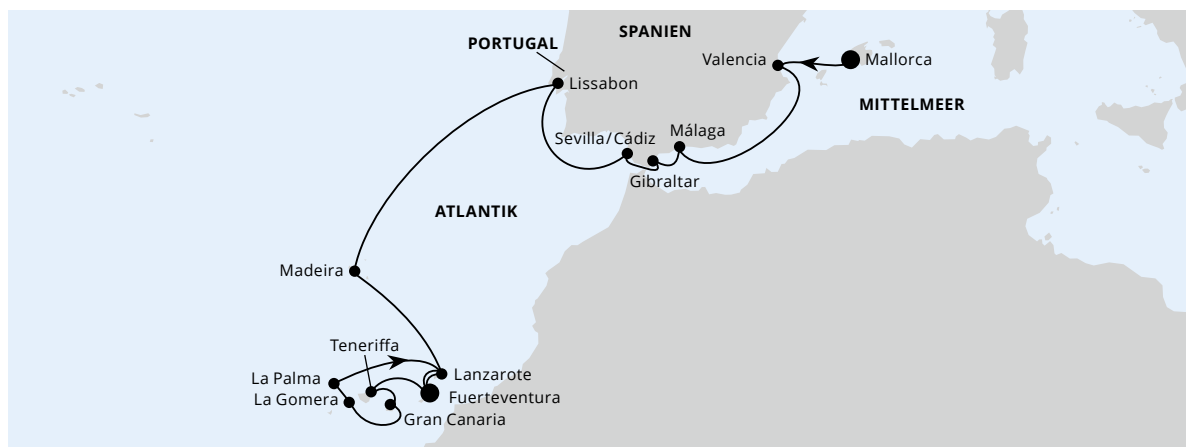 SPANIEN
PORTUGAL
Valencia
Mallorca
Lissabon
MITTELMEER
Sevilla/Cádiz
Málaga
Gibraltar
ATLANTIK
Madeira
Teneriffa
La Palma
Lanzarote
La Gomera
Fuerteventura
Gran Canaria